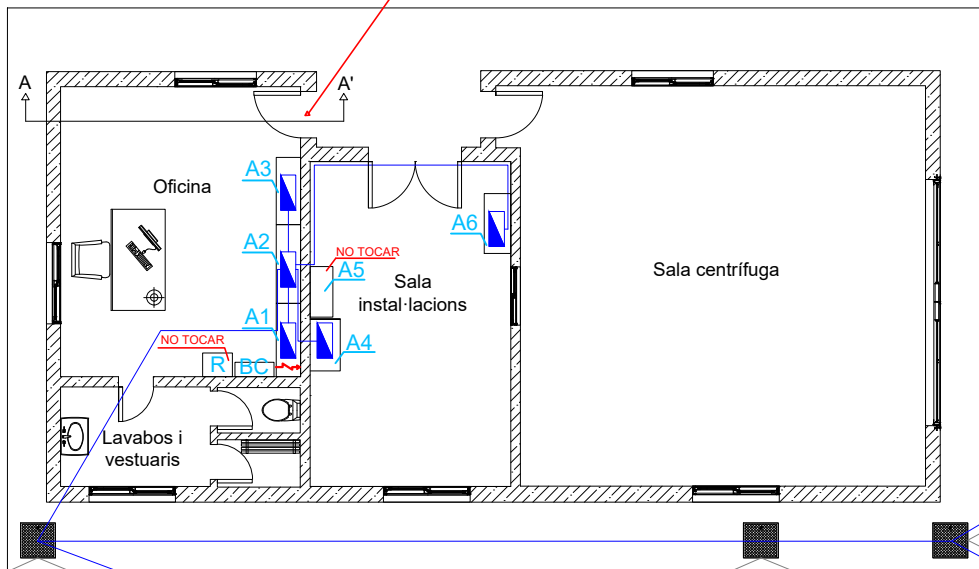 A
A'
A3
Oficina
A6
A2
NO TOCAR
A5
Sala
instal·lacions
Sala centrífuga
A1
NO TOCAR
A4
R
BC
Lavabos i
vestuaris